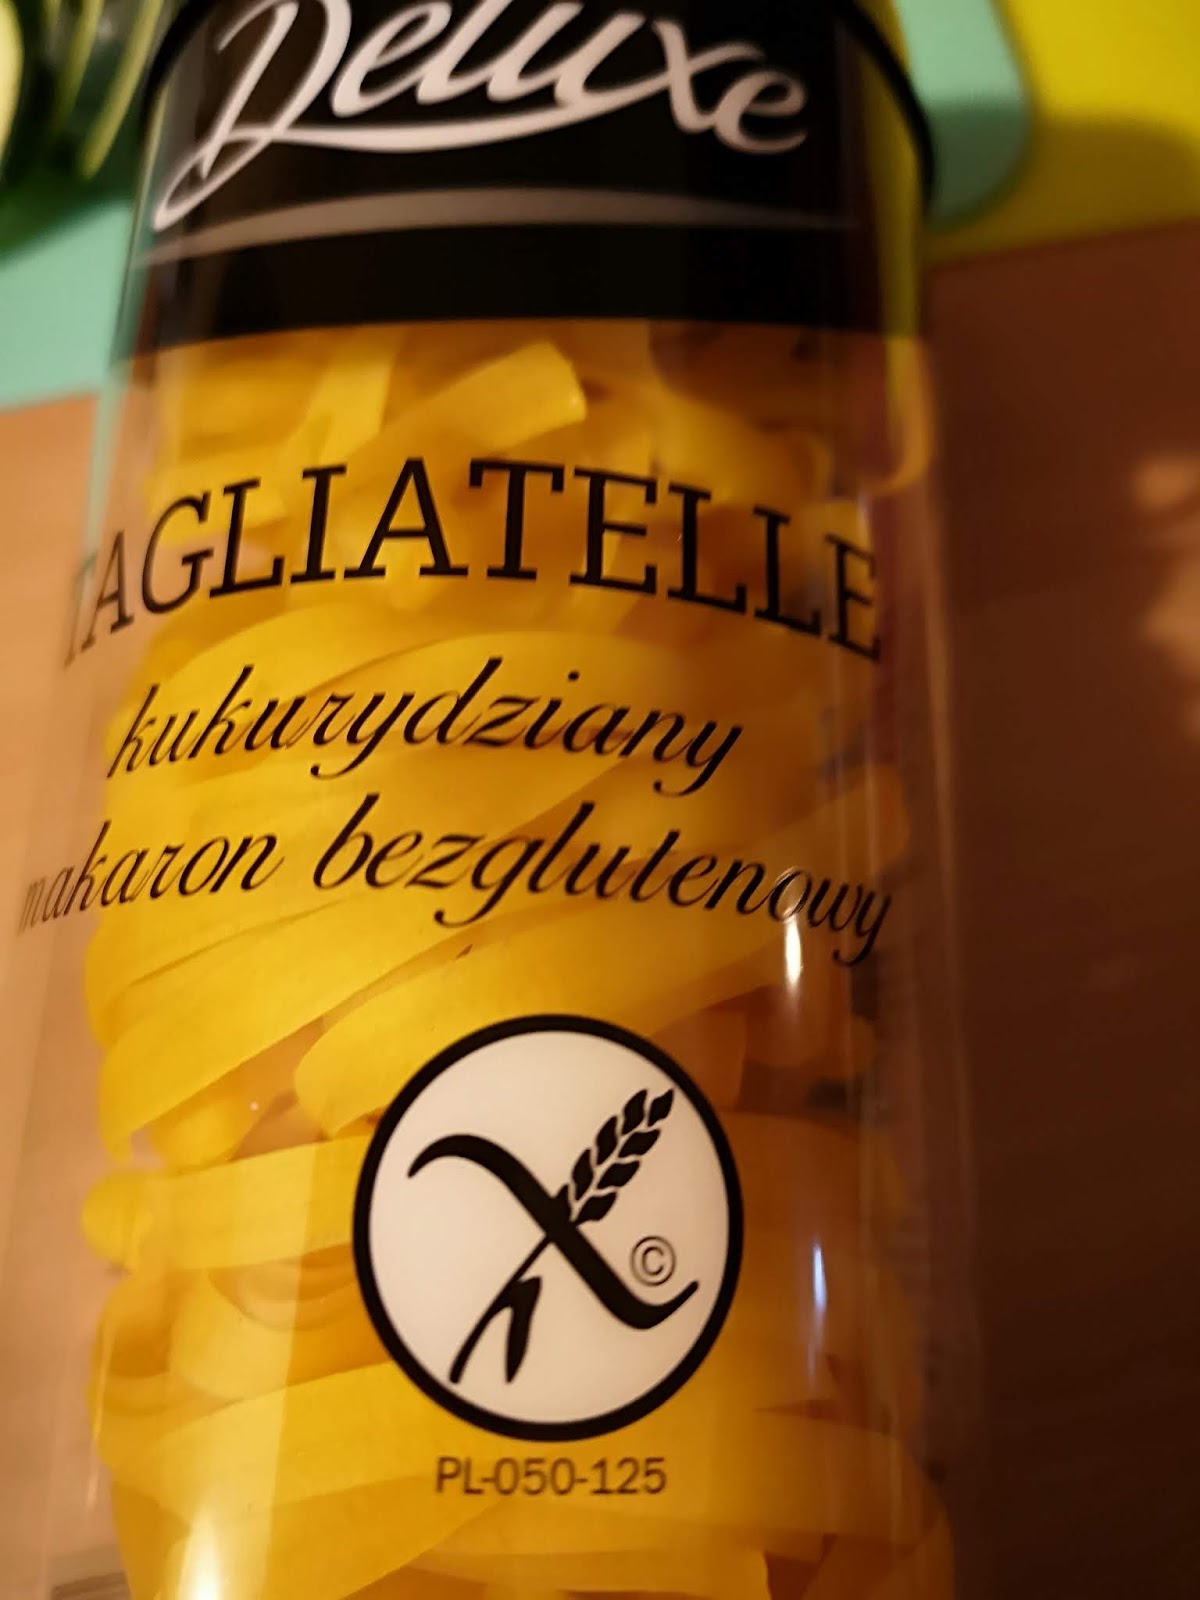 Deluxe
TAGLIATELLE
kukurydziany
makaron bezglutenowy
©
PL-050-125